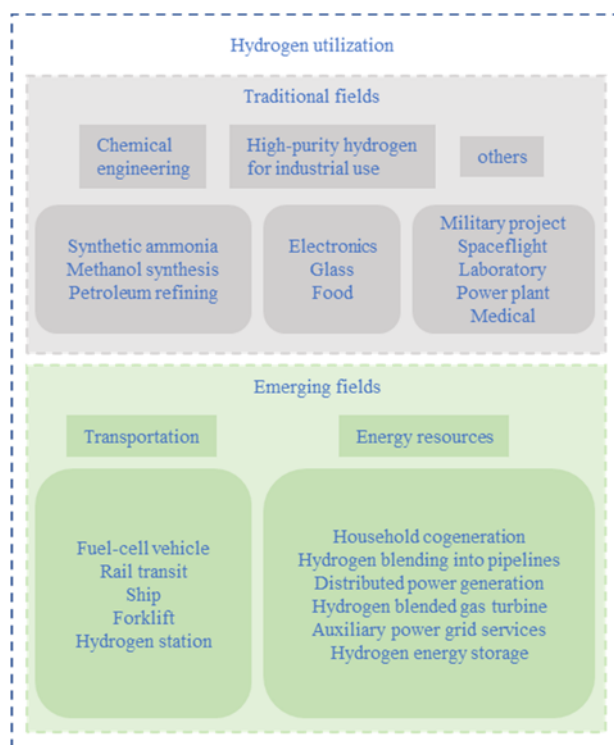 Hydrogen utilization
Traditional fields
Chemical
engineering
High-purity hydrogen
for industrial use
others
Synthetic ammonia
Methanol synthesis
Petroleum refining
Electronics
Glass
Food
Military project
Spaceflight
Laboratory
Power plant
Medical
Emerging fields
Transportation
Energy resources
Fuel-cell vehicle
Rail transit
Ship
Forklift
Hydrogen station
Household cogeneration
Hydrogen blending into pipelines
Distributed power generation
Hydrogen blended gas turbine
Auxiliary power grid services
Hydrogen energy storage